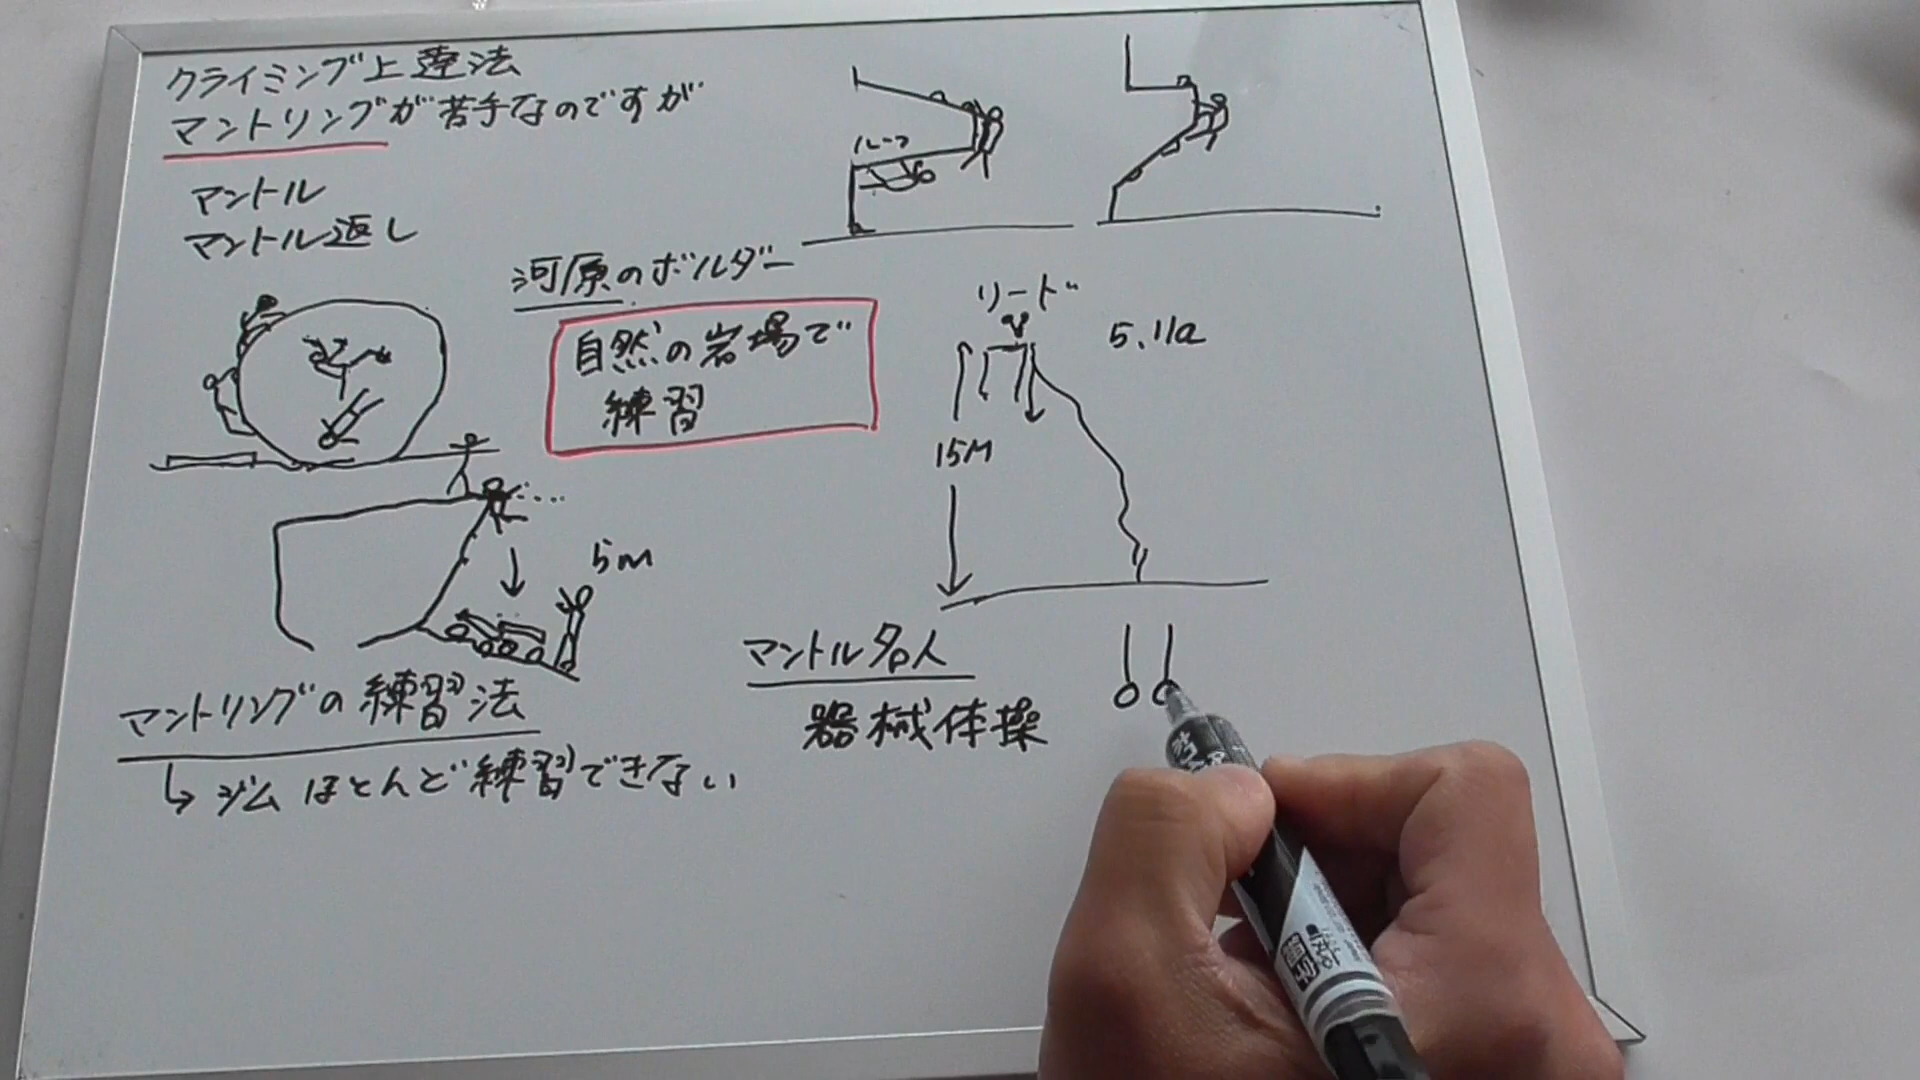 クライミング上達法
マントリングが苦手なのですが
マントル
マントル返し
ルーフ
河原のボルダー
自然の岩場で
練習
リード
5.11a
15M
5m
マントリングの練習法
→ ジム ほとんど練習できない
マントル名人
器械体操
細字